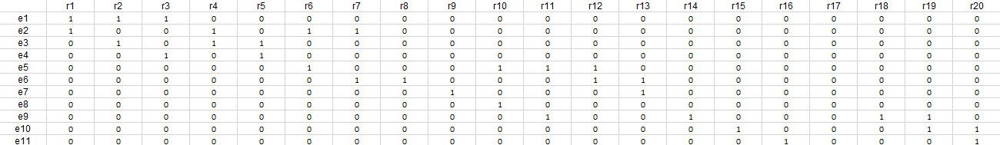 r1 r2 r3 r4 r5 r6 r7 r8 r9 r10 r11 r12 r13 r14 r15 r16 r17 r18 r19 r20
e1 1 1 1 0 0 0 0 0 0 0 0 0 0 0 0 0 0 0 0 0
e2 1 0 0 1 0 1 1 0 0 0 0 0 0 0 0 0 0 0 0 0
e3 0 1 0 1 1 0 0 0 0 0 0 0 0 0 0 0 0 0 0 0
e4 0 0 1 0 1 0 0 0 0 0 0 0 0 0 0 0 0 0 0 0
e5 0 0 0 0 0 1 0 0 0 1 1 1 0 0 0 0 0 0 0 0
e6 0 0 0 0 0 0 1 1 0 0 0 1 1 0 0 0 0 0 0 0
e7 0 0 0 0 0 0 0 0 1 0 0 0 1 0 0 0 0 0 0 0
e8 0 0 0 0 0 0 0 0 0 1 0 0 0 0 0 0 0 0 0 0
e9 0 0 0 0 0 0 0 0 0 0 1 0 0 1 0 0 0 1 1 0
e10 0 0 0 0 0 0 0 0 0 0 0 0 0 0 1 0 0 0 1 1
e11 0 0 0 0 0 0 0 0 0 0 0 0 0 0 0 1 0 0 0 1